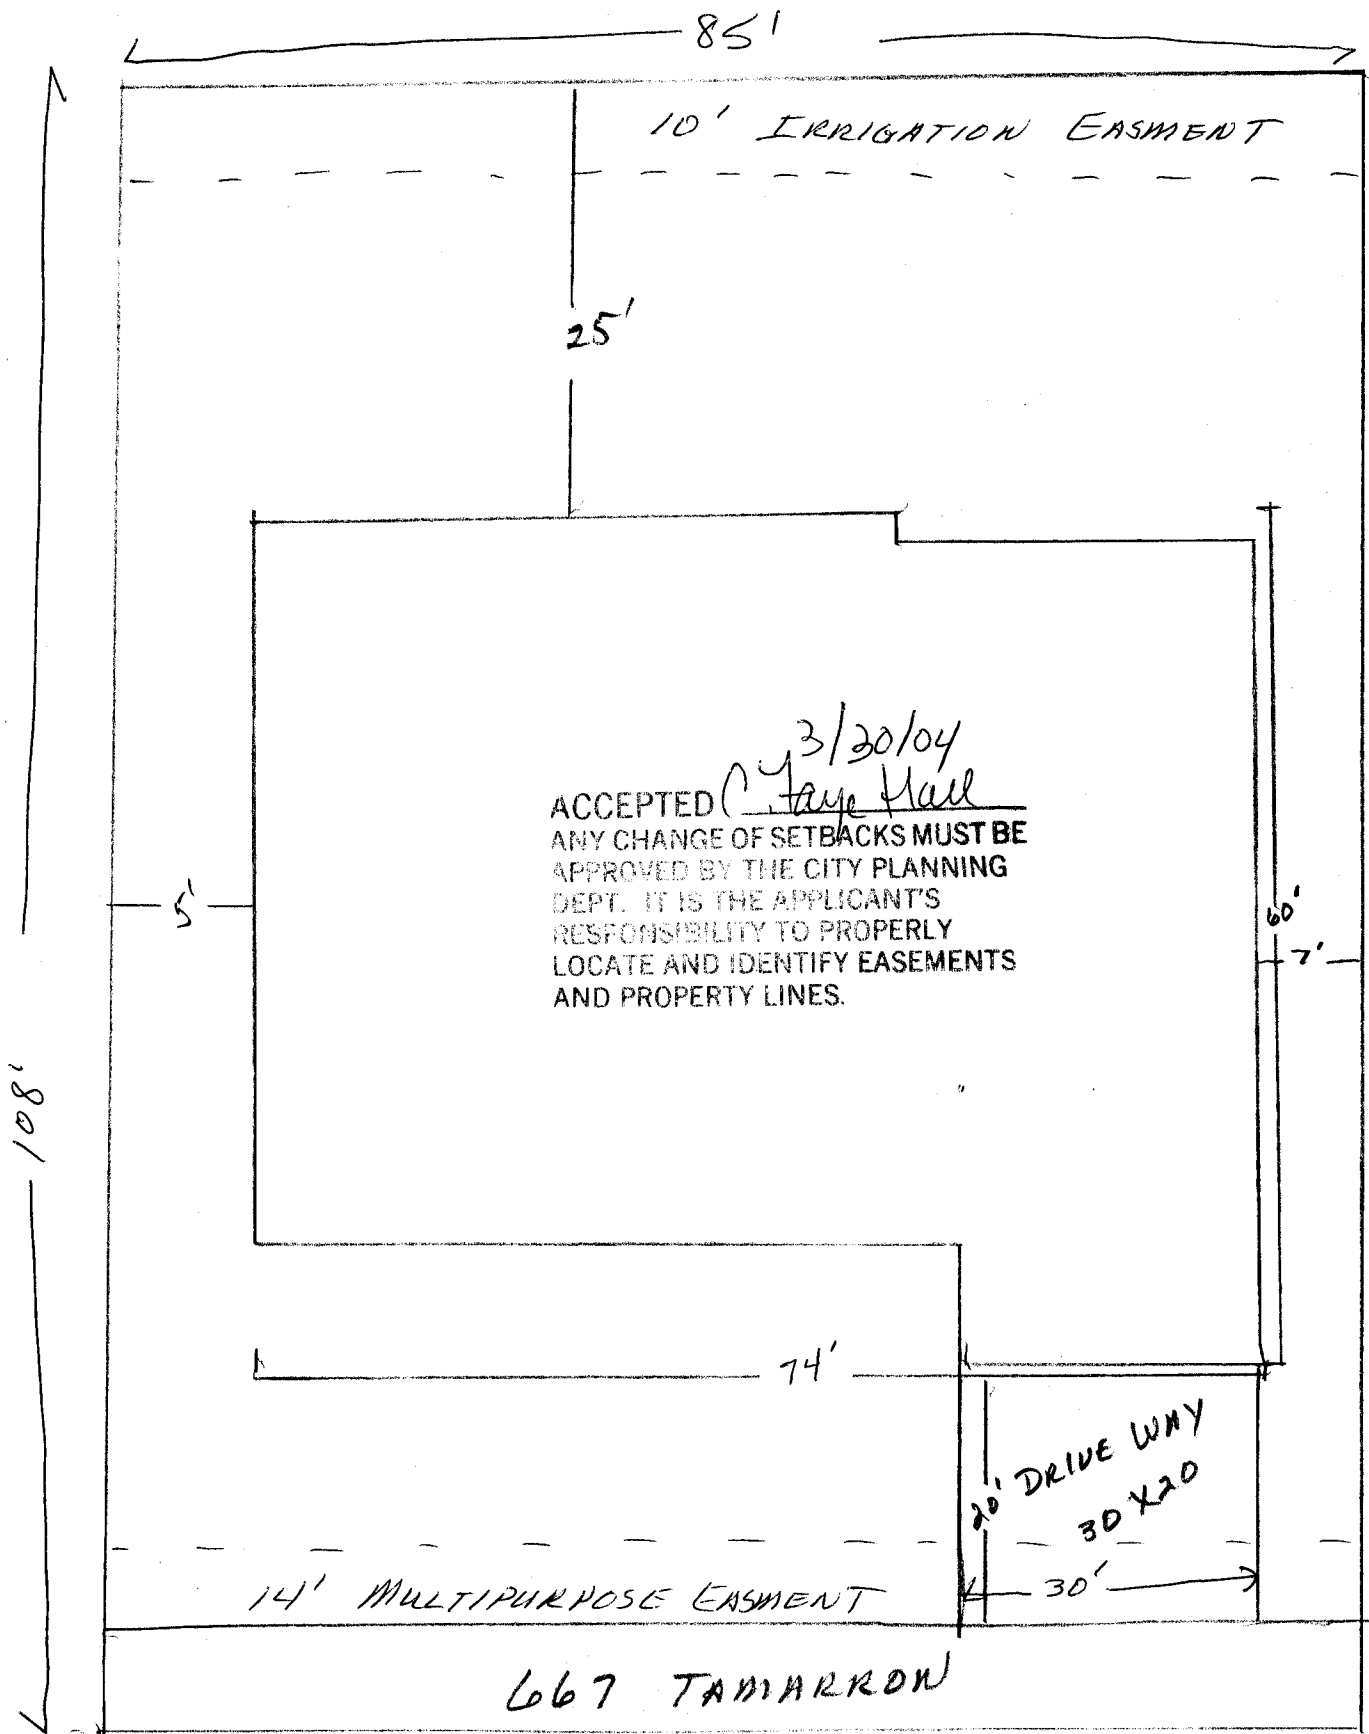 85'
10' IRRIGATION EASMENT
25'
3/30/04
ACCEPTED C. Faye Hall
ANY CHANGE OF SETBACKS MUST BE
APPROVED BY THE CITY PLANNING
DEPT. IT IS THE APPLICANT'S
RESPONSIBILITY TO PROPERLY
LOCATE AND IDENTIFY EASEMENTS
AND PROPERTY LINES.
5'
60'
7'
108'
74'
20' DRIVE WAY
30 X 20
14' MULTIPURPOSE EASMENT
30'
667 TAMARRON